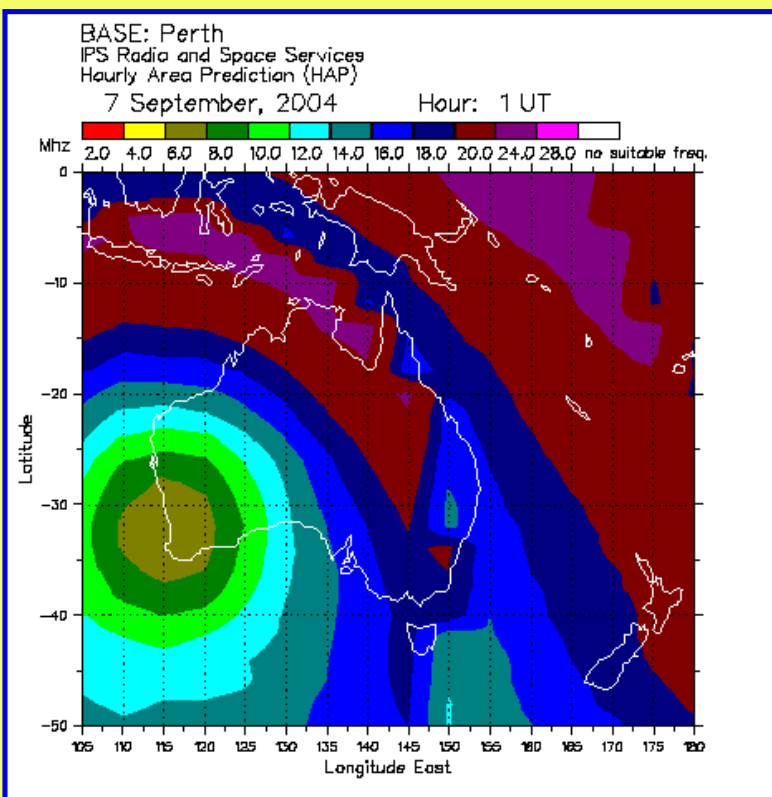 BASE: Perth
IPS Radio and Space Services
Hourly Area Prediction (HAP)
7 September, 2004 Hour: 1 UT
Mhz 2.0 4.0 6.0 8.0 10.0 12.0 14.0 16.0 18.0 20.0 24.0 28.0 no suitable freq.
0
-10
-20
Latitude
-30
-40
-50
105 110 115 120 125 130 135 140 145 150 155 160 165 170 175 180
Longitude East